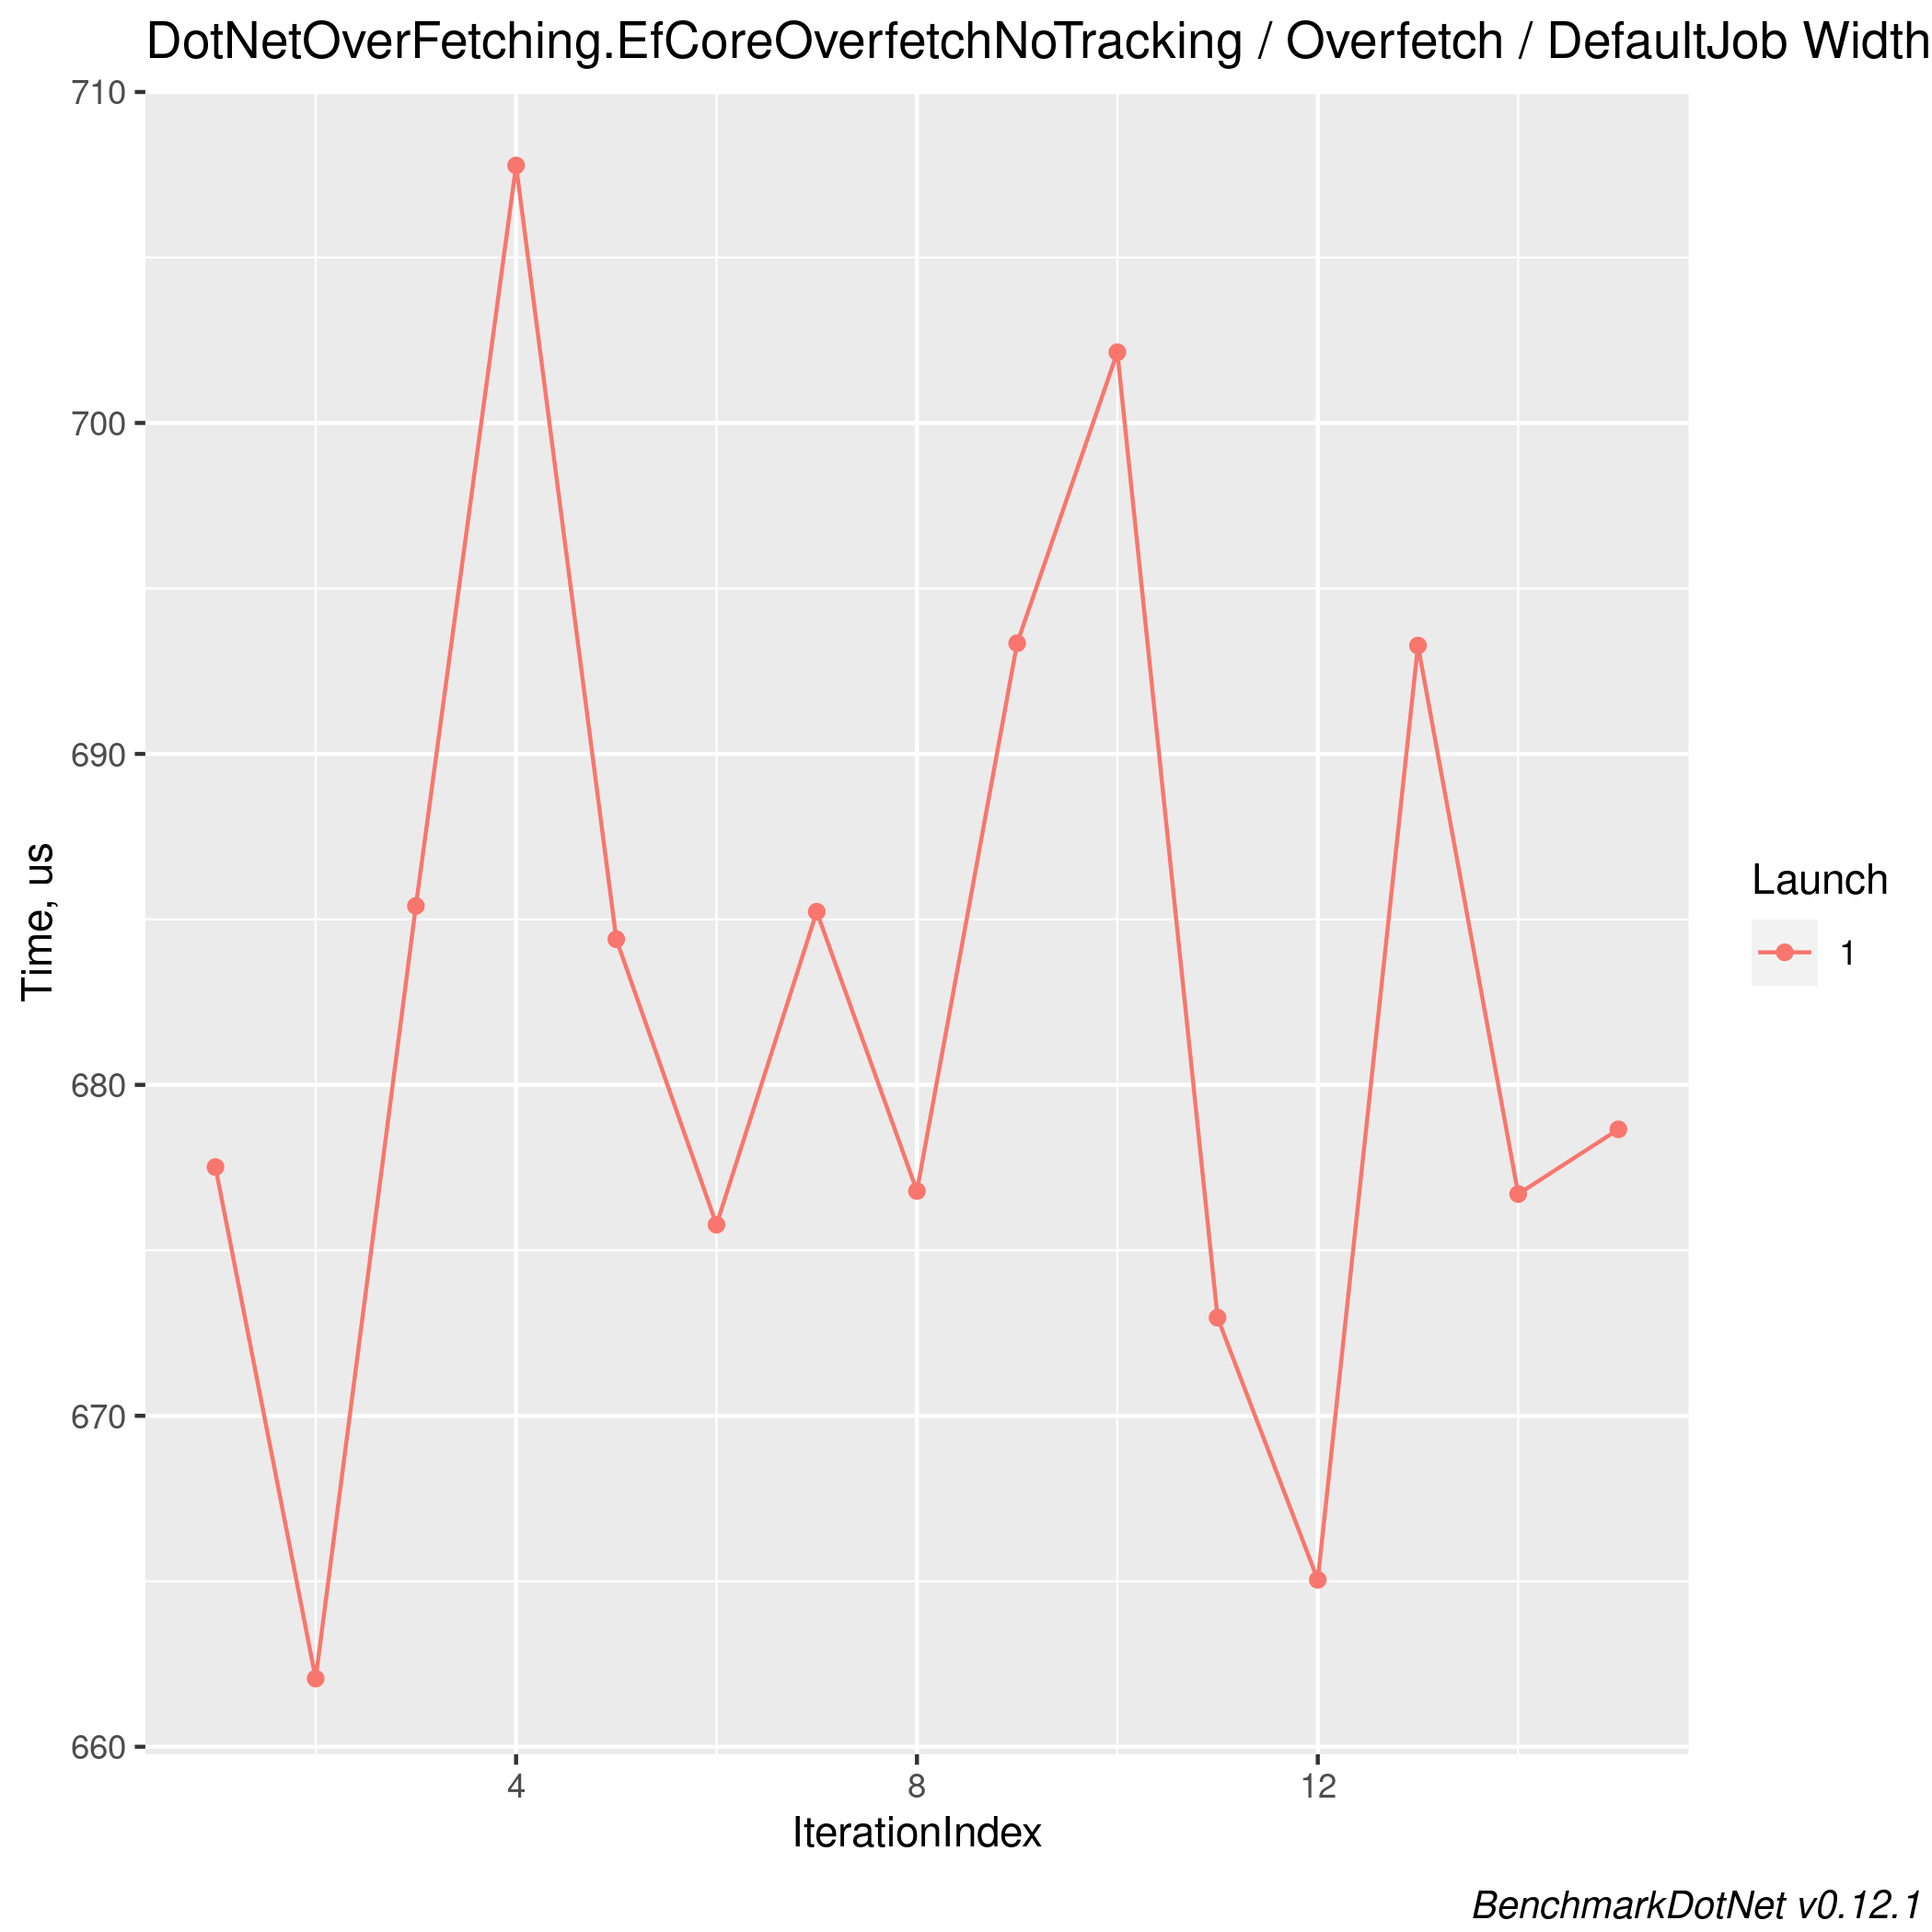 DotNetOverFetching.EfCoreOverfetchNoTracking / Overfetch / DefaultJob Width
710
700
690
680
670
660
Time, us
4 8 12
IterationIndex
Launch
1
BenchmarkDotNet v0.12.1